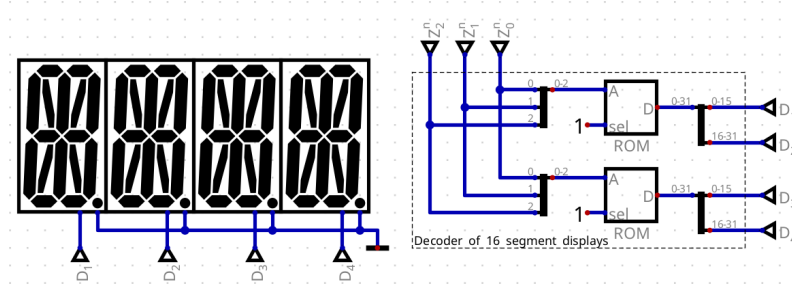 Z₂ⁿ
Z₁ⁿ
Z₀ⁿ
0
0-2
1
2
A
D
1
sel
ROM
0-31
0-15
16-31
D
D
0
0-2
1
2
A
D
1
sel
ROM
0-31
0-15
16-31
D
D
Decoder of 16 segment displays
D₁
D₂
D₃
D₄